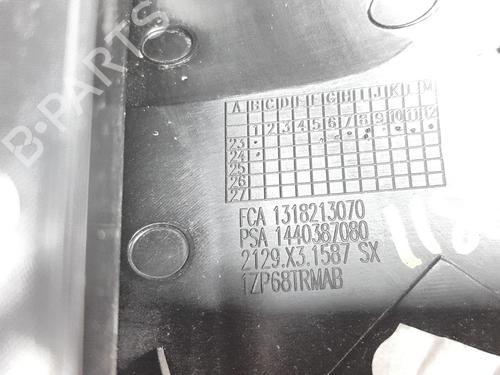 B-PARTS
A B C D E F G H I J K L M
1 2 3 4 5 6 7 8 9 10 11 12
23
24
25
26
27
FCA 1318213070
PSA 1440387080
2129.X3.1587 SX
1ZP68TRMAB